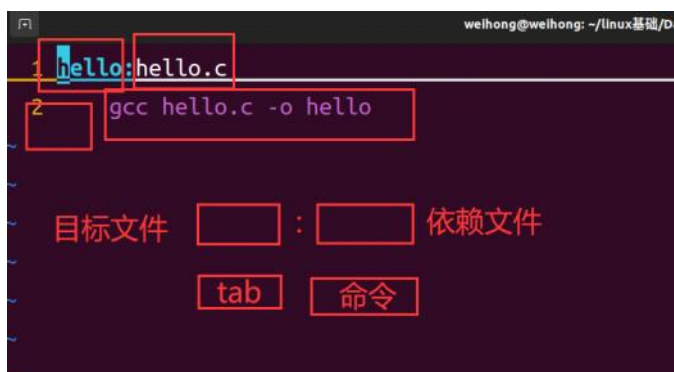 weihong@weihong: ~/linux基础/Da
1 hello:hello.c
2 gcc hello.c -o hello
~
~
~
~
~
~
目标文件 : 依赖文件
tab 命令